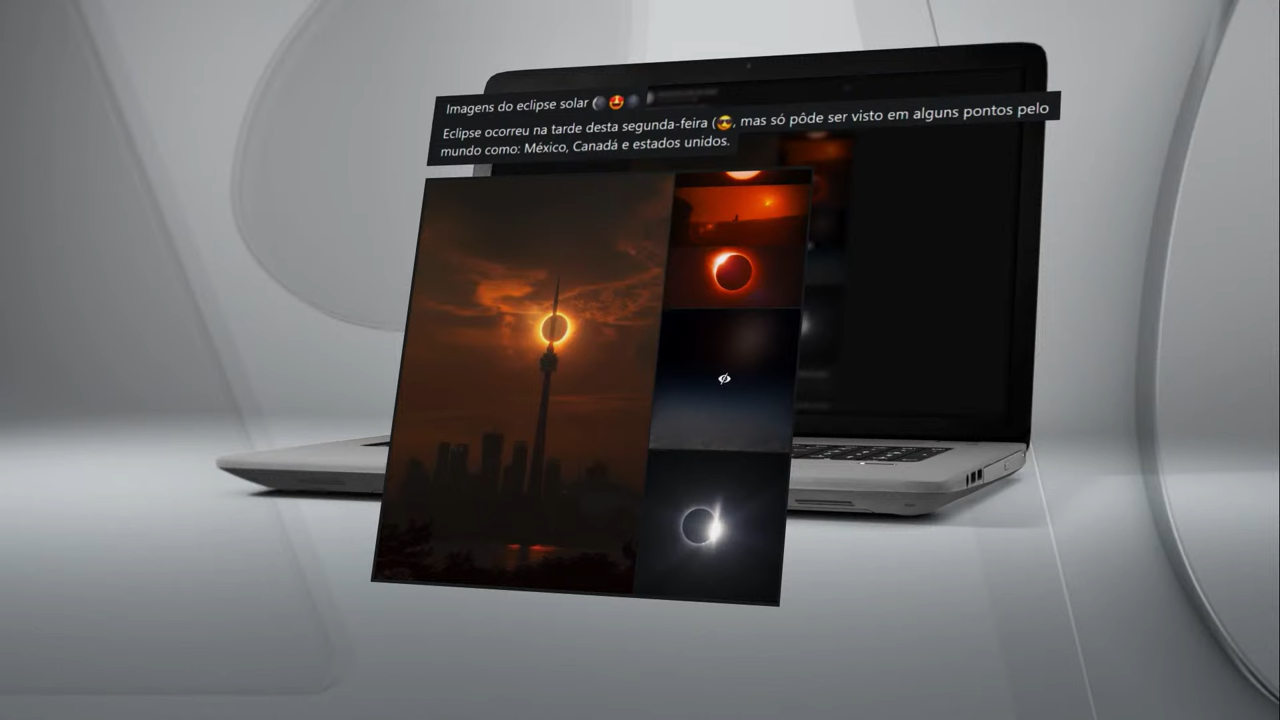 Imagens do eclipse solar (🌘🤩🌒
Eclipse ocorreu na tarde desta segunda-feira (😎, mas só pôde ser visto em alguns pontos pelo
mundo como: México, Canadá e estados unidos.